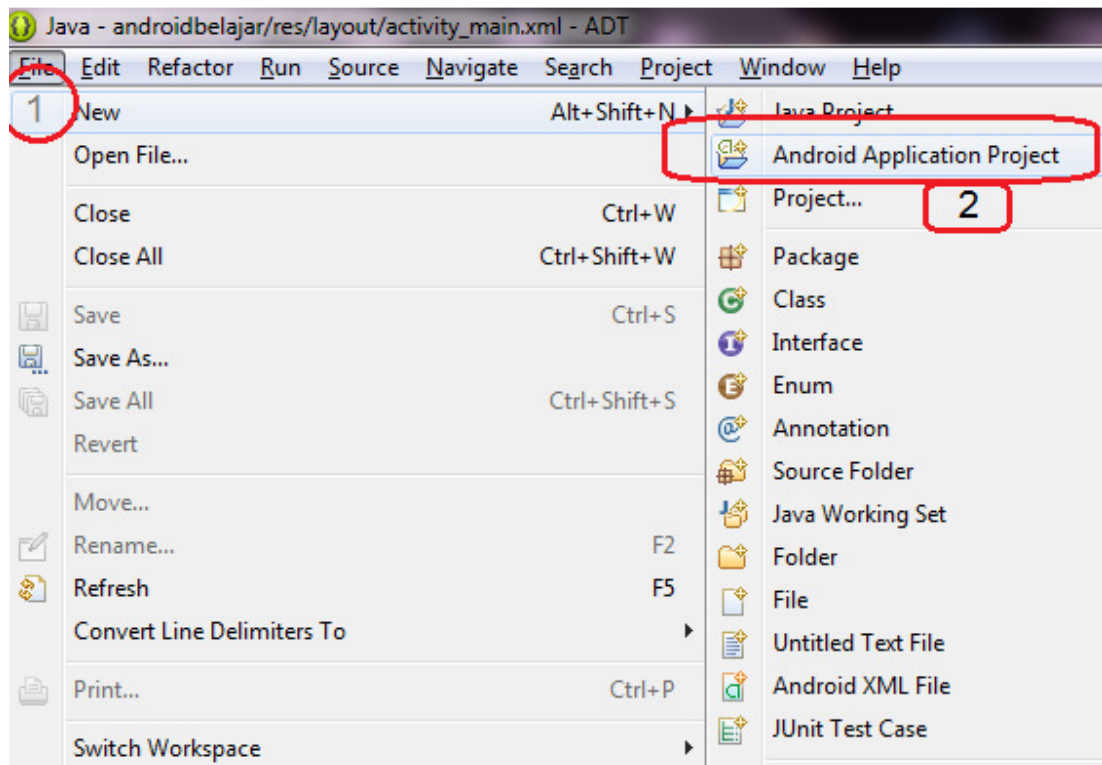 Java - androidbelajar/res/layout/activity_main.xml - ADT
File Edit Refactor Run Source Navigate Search Project Window Help
1
New Alt+Shift+N
Open File...
Close Ctrl+W
Close All Ctrl+Shift+W
Save Ctrl+S
Save As...
Save All Ctrl+Shift+S
Revert
Move...
Rename... F2
Refresh F5
Convert Line Delimiters To
Print... Ctrl+P
Switch Workspace
Java Project
Android Application Project
Project...
2
Package
Class
Interface
Enum
Annotation
Source Folder
Java Working Set
Folder
File
Untitled Text File
Android XML File
JUnit Test Case